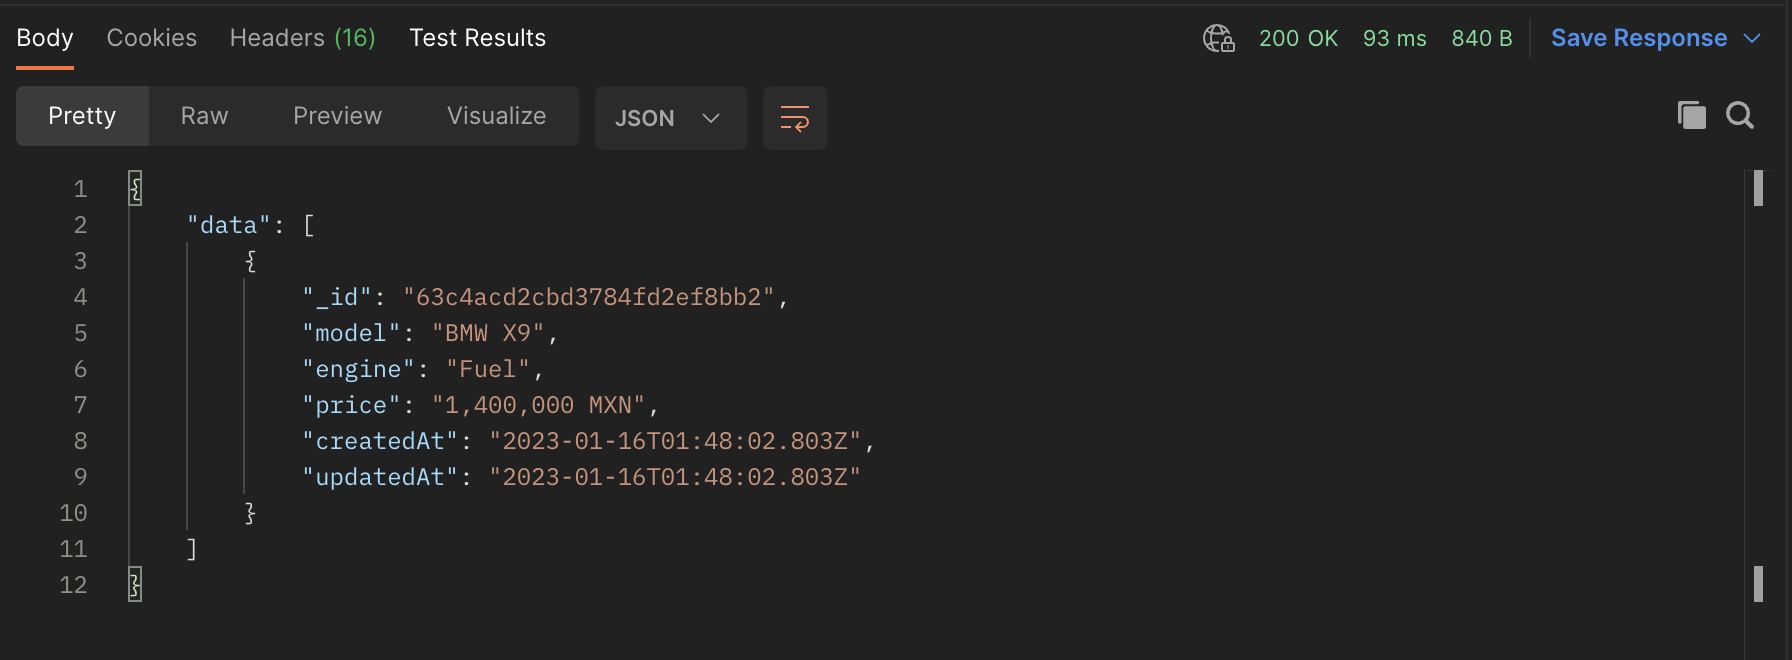 Body Cookies Headers (16) Test Results 200 OK 93 ms 840 B Save Response
Pretty Raw Preview Visualize JSON
1 {
2 "data": [
3 {
4 "_id": "63c4acd2cbd3784fd2ef8bb2",
5 "model": "BMW X9",
6 "engine": "Fuel",
7 "price": "1,400,000 MXN",
8 "createdAt": "2023-01-16T01:48:02.803Z",
9 "updatedAt": "2023-01-16T01:48:02.803Z"
10 }
11 ]
12 }